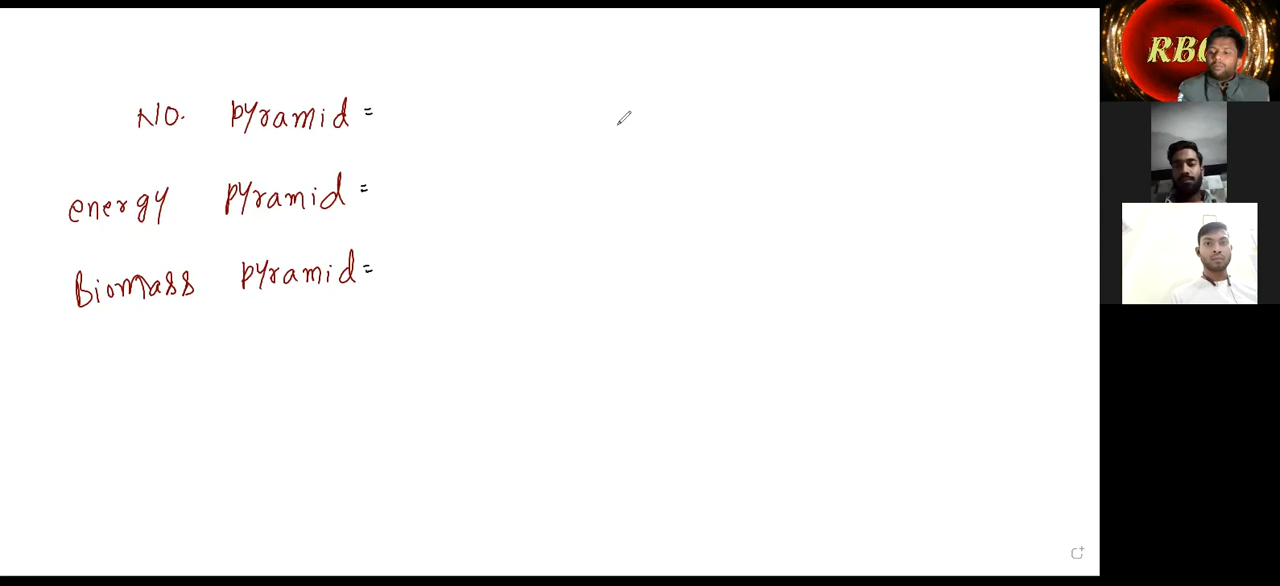 NO. pyramid =
energy pyramid =
Biomass pyramid =
RBC